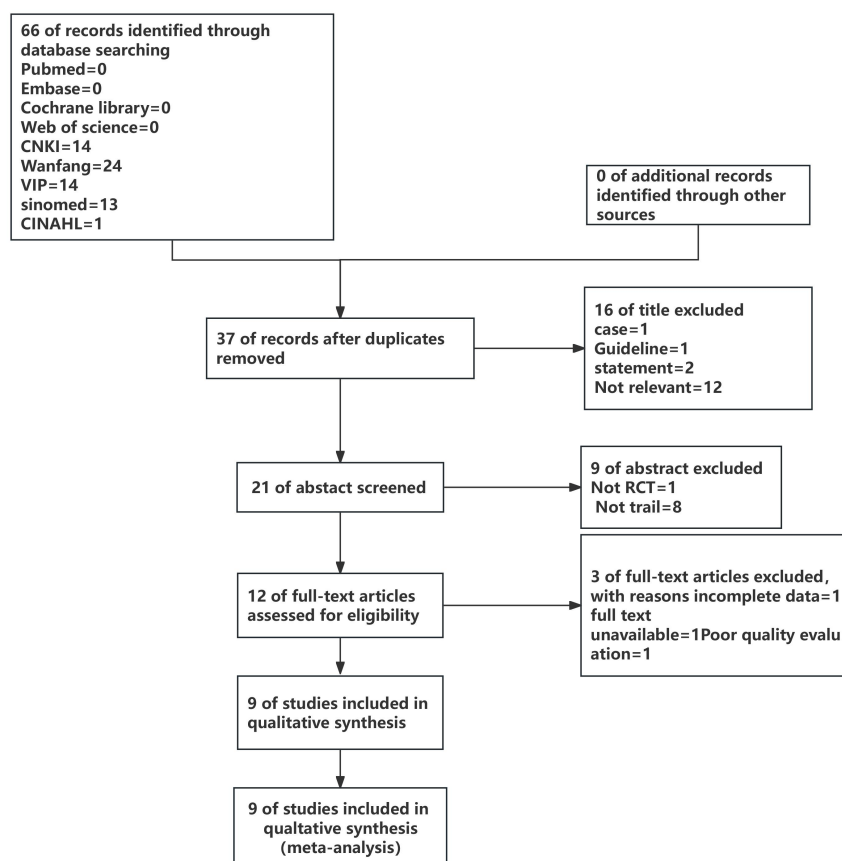 66 of records identified through
database searching
Pubmed=0
Embase=0
Cochrane library=0
Web of science=0
CNKI=14
Wanfang=24
VIP=14
sinomed=13
CINAHL=1
0 of additional records
identified through other
sources
37 of records after duplicates
removed
16 of title excluded
case=1
Guideline=1
statement=2
Not relevant=12
21 of abstact screened
9 of abstract excluded
Not RCT=1
Not trail=8
12 of full-text articles
assessed for eligibility
3 of full-text articles excluded,
with reasons incomplete data=1
full text
unavailable=1Poor quality evalu
ation=1
9 of studies included in
qualitative synthesis
9 of studies included in
qualtative synthesis
(meta-analysis)